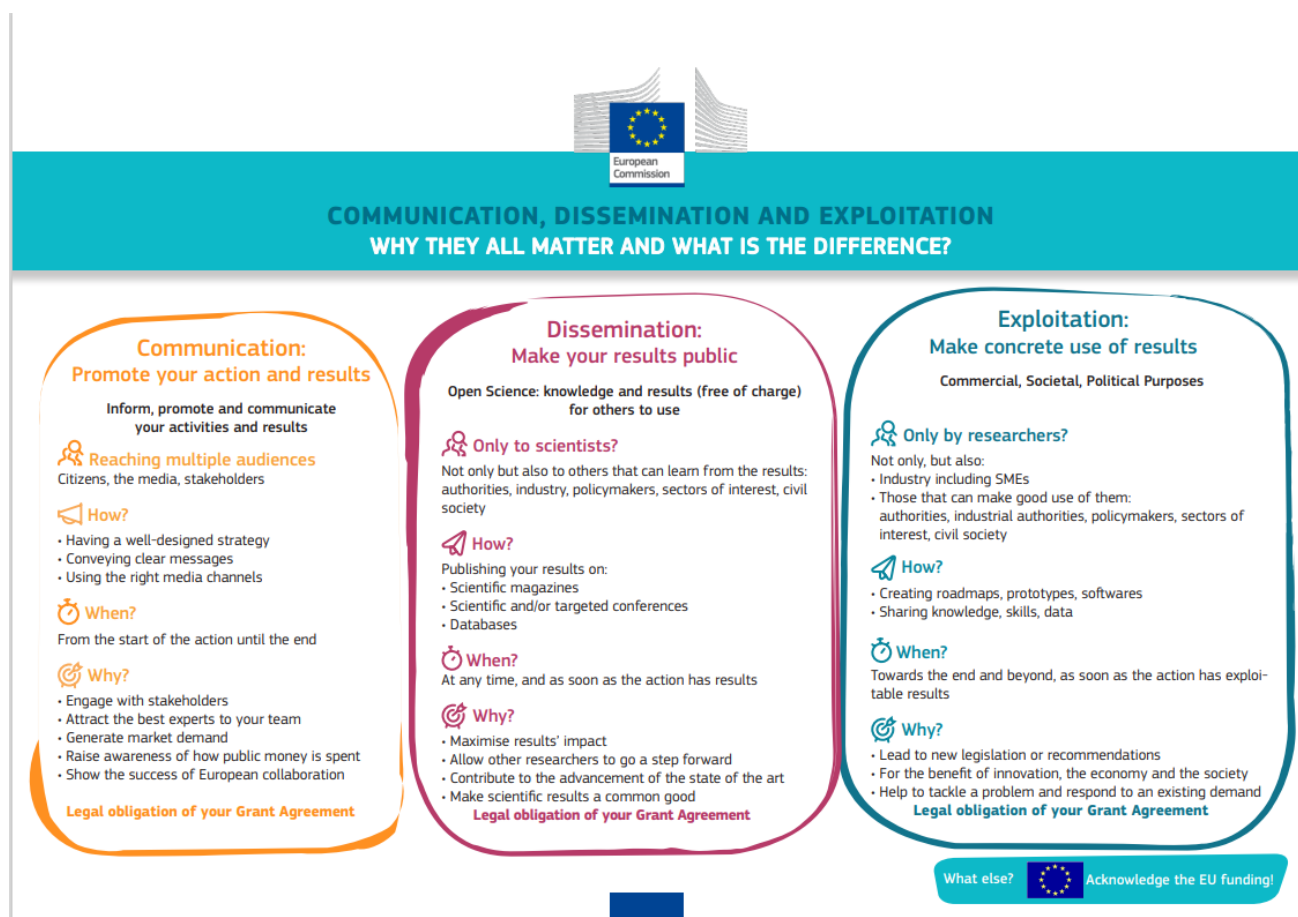 European
Commission
COMMUNICATION, DISSEMINATION AND EXPLOITATION
WHY THEY ALL MATTER AND WHAT IS THE DIFFERENCE?
Communication:
Promote your action and results
Inform, promote and communicate
your activities and results
Reaching multiple audiences
Citizens, the media, stakeholders
How?
• Having a well-designed strategy
• Conveying clear messages
• Using the right media channels
When?
From the start of the action until the end
Why?
• Engage with stakeholders
• Attract the best experts to your team
• Generate market demand
• Raise awareness of how public money is spent
• Show the success of European collaboration
Legal obligation of your Grant Agreement
Dissemination:
Make your results public
Open Science: knowledge and results (free of charge)
for others to use
Only to scientists?
Not only but also to others that can learn from the results:
authorities, industry, policymakers, sectors of interest, civil
society
How?
Publishing your results on:
• Scientific magazines
• Scientific and/or targeted conferences
• Databases
When?
At any time, and as soon as the action has results
Why?
• Maximise results' impact
• Allow other researchers to go a step forward
• Contribute to the advancement of the state of the art
• Make scientific results a common good
Legal obligation of your Grant Agreement
Exploitation:
Make concrete use of results
Commercial, Societal, Political Purposes
Only by researchers?
Not only, but also:
• Industry including SMEs
• Those that can make good use of them:
authorities, industrial authorities, policymakers, sectors of
interest, civil society
How?
• Creating roadmaps, prototypes, softwares
• Sharing knowledge, skills, data
When?
Towards the end and beyond, as soon as the action has exploi-
table results
Why?
• Lead to new legislation or recommendations
• For the benefit of innovation, the economy and the society
• Help to tackle a problem and respond to an existing demand
Legal obligation of your Grant Agreement
What else? Acknowledge the EU funding!